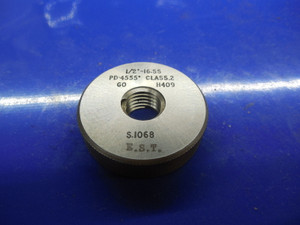 1/2"-16.SS
PD.4555" CLASS.2
GO 11409
S.1068
E.S.T.